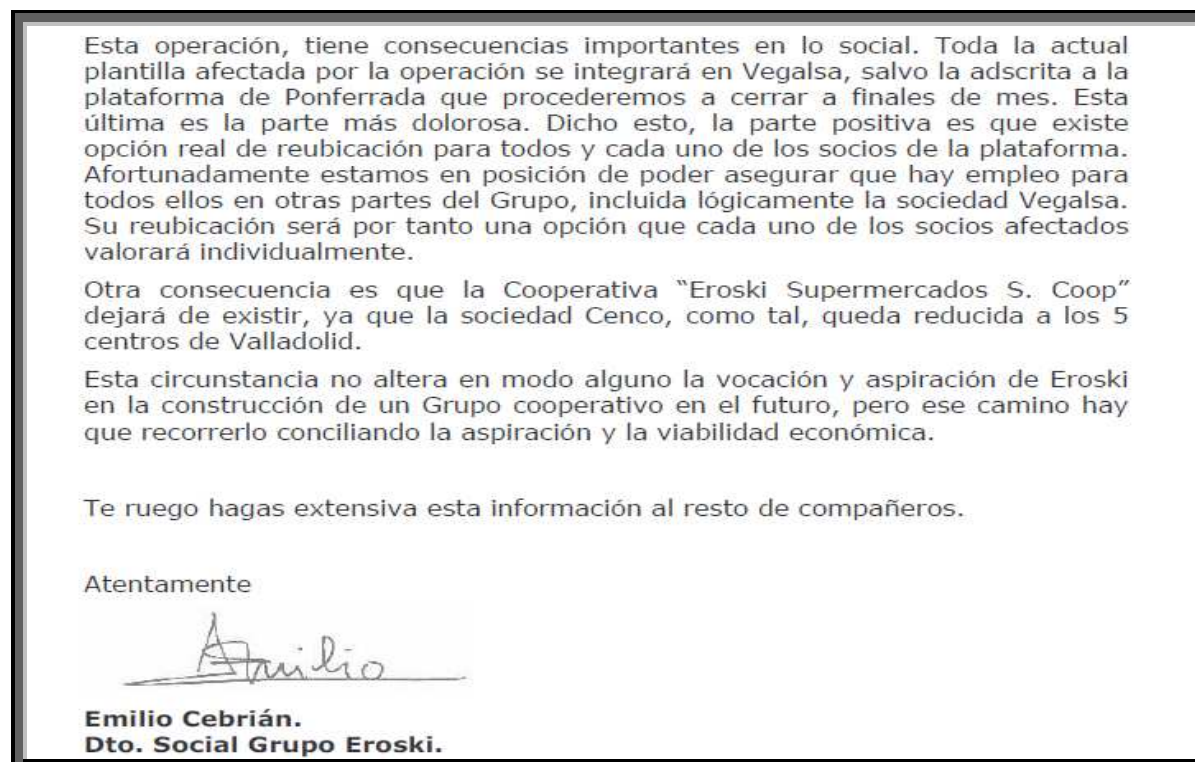 Esta operación, tiene consecuencias importantes en lo social. Toda la actual
plantilla afectada por la operación se integrará en Vegalsa, salvo la adscrita a la
plataforma de Ponferrada que procederemos a cerrar a finales de mes. Esta
última es la parte más dolorosa. Dicho esto, la parte positiva es que existe
opción real de reubicación para todos y cada uno de los socios de la plataforma.
Afortunadamente estamos en posición de poder asegurar que hay empleo para
todos ellos en otras partes del Grupo, incluida lógicamente la sociedad Vegalsa.
Su reubicación será por tanto una opción que cada uno de los socios afectados
valorará individualmente.
Otra consecuencia es que la Cooperativa “Eroski Supermercados S. Coop”
dejará de existir, ya que la sociedad Cenco, como tal, queda reducida a los 5
centros de Valladolid.
Esta circunstancia no altera en modo alguno la vocación y aspiración de Eroski
en la construcción de un Grupo cooperativo en el futuro, pero ese camino hay
que recorrerlo conciliando la aspiración y la viabilidad económica.
Te ruego hagas extensiva esta información al resto de compañeros.
Atentamente
Emilio
Emilio Cebrián.
Dto. Social Grupo Eroski.